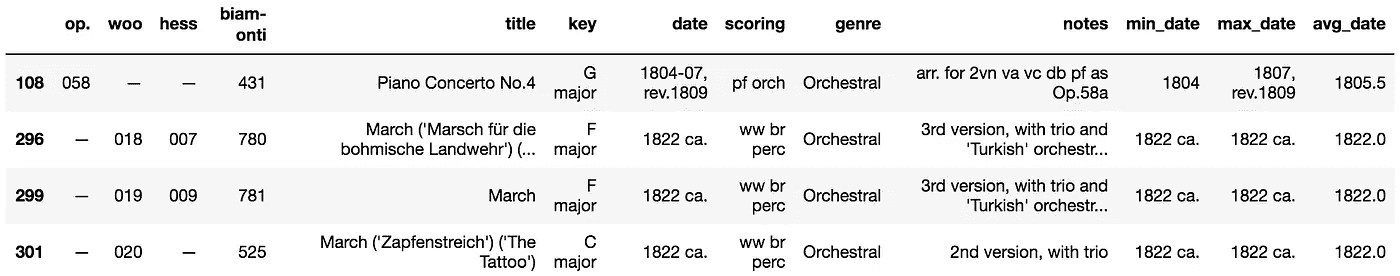 op. woo hess biam-onti title key date scoring genre notes min_date max_date avg_date
108 058 — — 431 Piano Concerto No.4 G major 1804-07, rev.1809 pf orch Orchestral arr. for 2vn va vc db pf as Op.58a 1804 1807, rev.1809 1805.5
296 — 018 007 780 March ('Marsch für die bohmische Landwehr') (... F major 1822 ca. ww br perc Orchestral 3rd version, with trio and 'Turkish' orchestr... 1822 ca. 1822 ca. 1822.0
299 — 019 009 781 March F major 1822 ca. ww br perc Orchestral 3rd version, with trio and 'Turkish' orchestr... 1822 ca. 1822 ca. 1822.0
301 — 020 — 525 March ('Zapfenstreich') ('The Tattoo') C major 1822 ca. ww br perc Orchestral 2nd version, with trio 1822 ca. 1822 ca. 1822.0